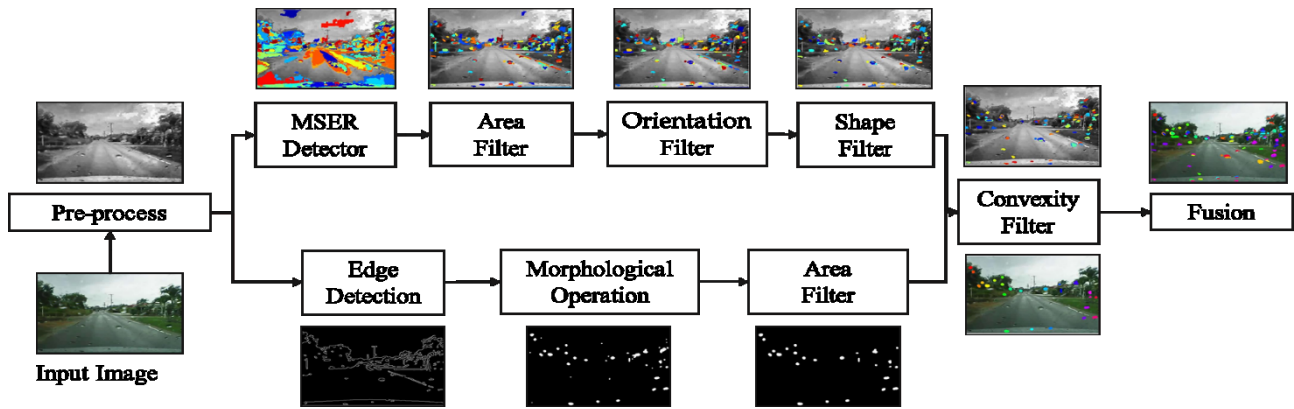 MSER
Detector
Area
Filter
Orientation
Filter
Shape
Filter
Pre-process
Convexity
Filter
Fusion
Edge
Detection
Morphological
Operation
Area
Filter
Input Image